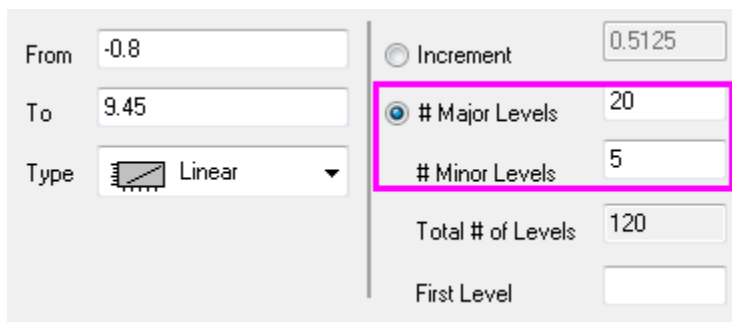 From -0.8
Increment 0.5125
To 9.45
# Major Levels 20
Type Linear
# Minor Levels 5
Total # of Levels 120
First Level